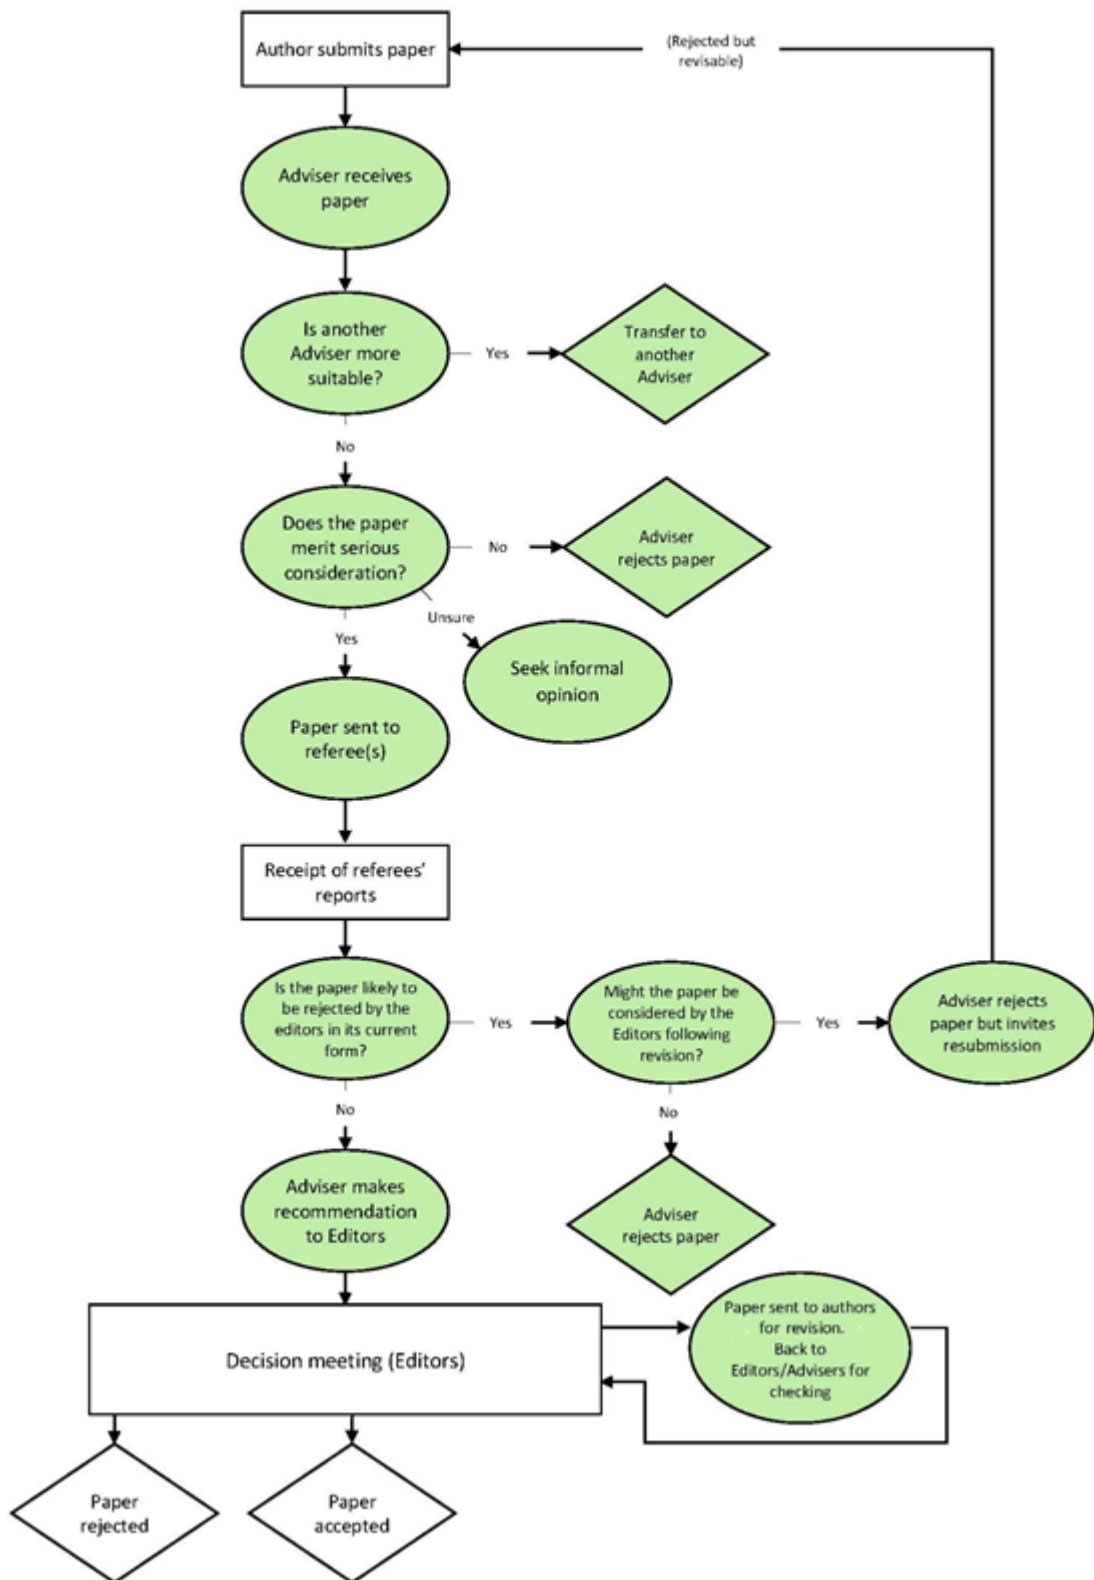 Author submits paper
(Rejected but
revisable)
Adviser receives
paper
Is another
Adviser more
suitable?
Yes
Transfer to
another
Adviser
No
Does the paper
merit serious
consideration?
No
Adviser
rejects paper
Unsure
Yes
Seek informal
opinion
Paper sent to
referee(s)
Receipt of referees'
reports
Is the paper likely to
be rejected by the
editors in its current
form?
Yes
Might the paper be
considered by the
Editors following
revision?
Yes
Adviser rejects
paper but invites
resubmission
No
No
Adviser makes
recommendation
to Editors
Adviser
rejects paper
Decision meeting (Editors)
Paper sent to authors
for revision.
Back to
Editors/Advisers for
checking
Paper
rejected
Paper
accepted